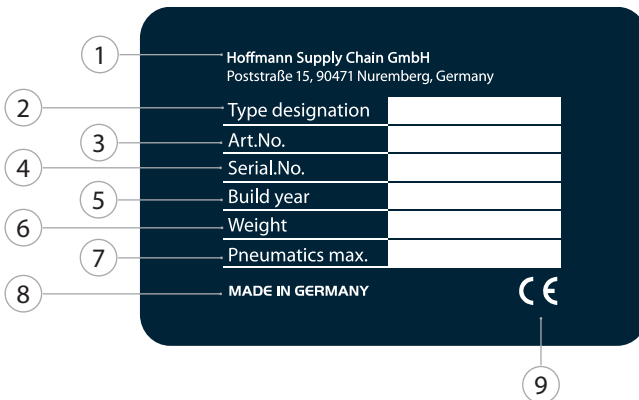 1 Hoffmann Supply Chain GmbH
Poststraße 15, 90471 Nuremberg, Germany
2 Type designation
3 Art.No.
4 Serial.No.
5 Build year
6 Weight
7 Pneumatics max.
8 MADE IN GERMANY CE
9